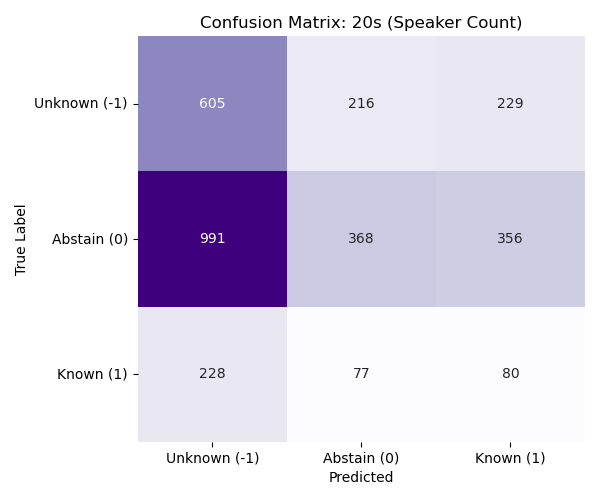 Confusion Matrix: 20s (Speaker Count)
Unknown (-1) 605 216 229
Abstain (0) 991 368 356
Known (1) 228 77 80
True Label
Unknown (-1) Abstain (0) Known (1)
Predicted